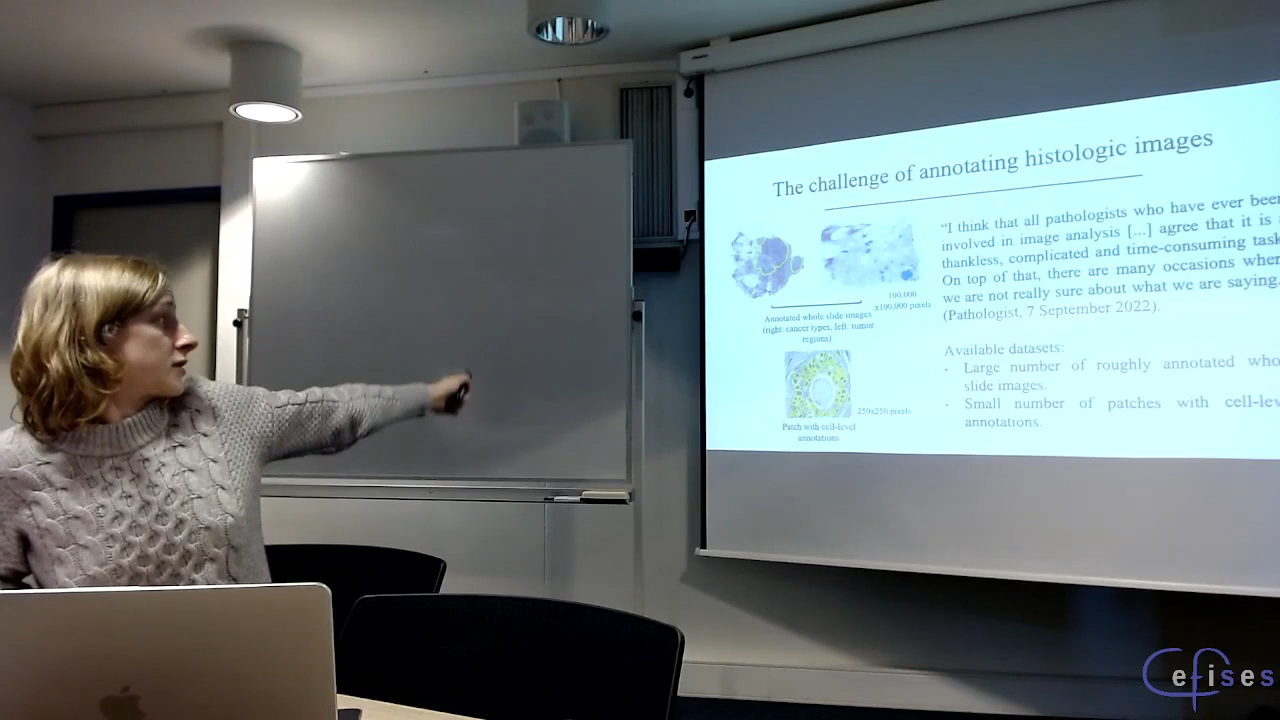 The challenge of annotating histologic images
"I think that all pathologists who have ever been
involved in image analysis [...] agree that it is a
thankless, complicated and time-consuming task
On top of that, there are many occasions when
we are not really sure about what we are saying.
(Pathologist, 7 September 2022).
100,000
x100,000 pixels
Annotated whole slide images
(right: cancer types, left: tumor
regions)
250x250 pixels
Patch with cell-level
annotations
Available datasets:
· Large number of roughly annotated who
slide images.
· Small number of patches with cell-lev
annotations.
Cefises